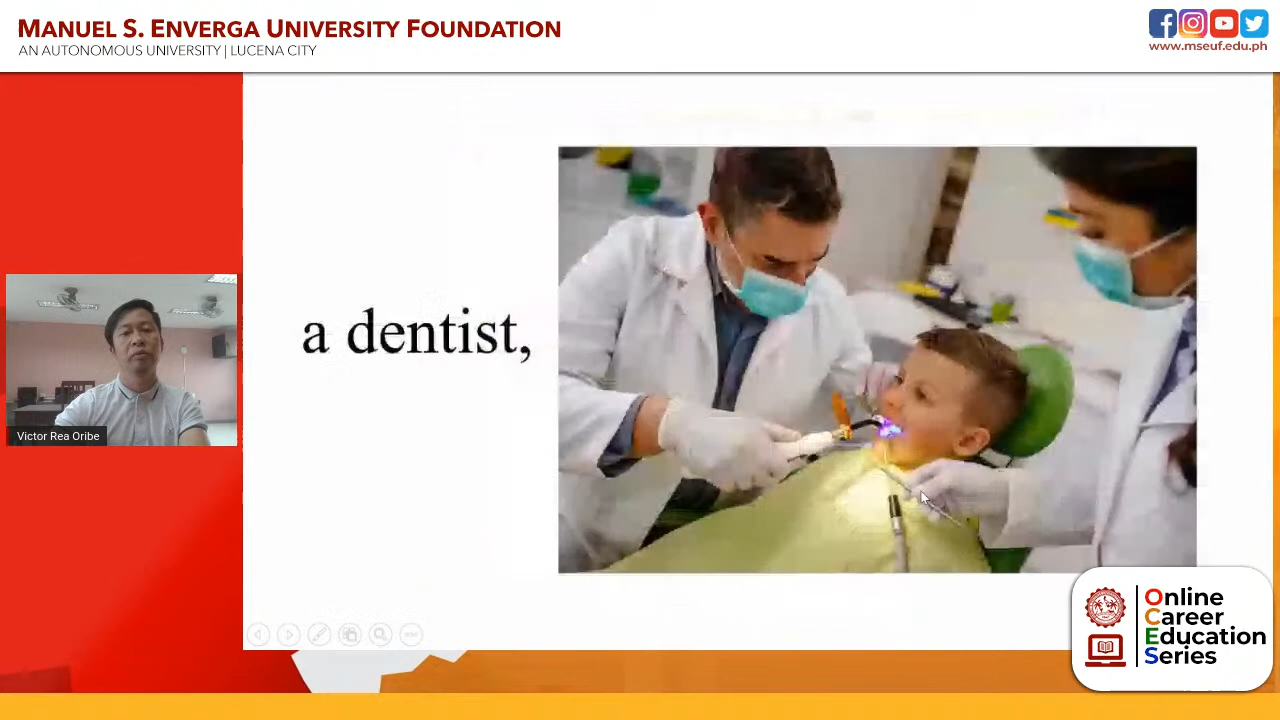 MANUEL S. ENVERGA UNIVERSITY FOUNDATION
AN AUTONOMOUS UNIVERSITY | LUCENA CITY
www.mseuf.edu.ph
a dentist,
Victor Rea Oribe
Online
Career
Education
Series